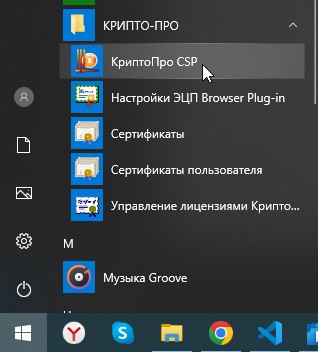 КРИПТО-ПРО
КриптоПро CSP
Настройки ЭЦП Browser Plug-in
Сертификаты
Сертификаты пользователя
Управление лицензиями Крипто...
М
Музыка Groove